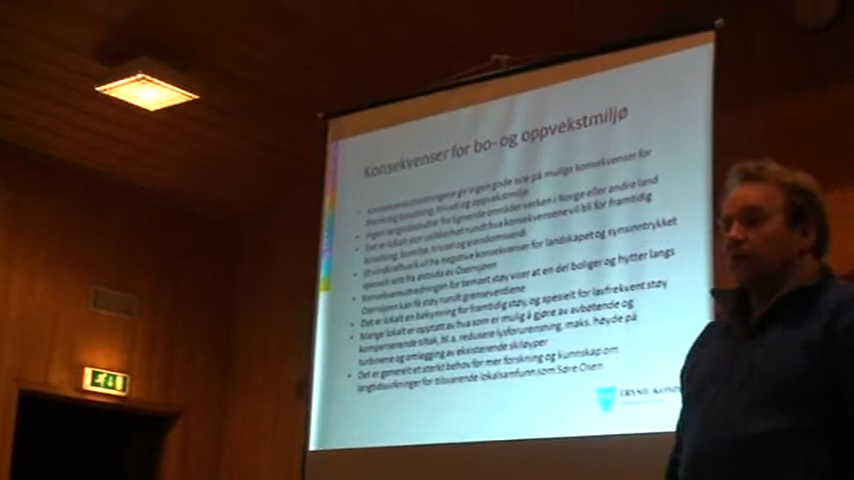 Konsekvenser for bo- og oppvekstmiljø
Konsekvensutredningene gir ingen gode svar på mulige konsekvenser for
fremtidig bosetting, trivsel og oppvekstmiljø
Ingen langtidsstudier fra lignende områder verken i Norge eller andre land
Det er lokalt stor usikkerhet rundt hva konsekvensene vil bli for framtidig
bosetting, bomiljø, trivsel og eiendomsverdi
Et vindkraftverk vil ha negative konsekvenser for landskapet og synsinntrykket
spesielt sett fra østsida av Osensjøen
Konsekvensutredningen for temaet støy viser at en del boliger og hytter langs
Osensjøen kan få støy rundt grenseverdiene
Det er lokalt en bekymring for framtidig støy, og spesielt for lavfrekvent støy
Mange lokalt er opptatt av hva som er mulig å gjøre av avbøtende og
kompenserende tiltak, bl.a. redusere lysforurensning, maks. høyde på
turbinene og omlegging av eksisterende skiløyper
Det er generelt et sterkt behov for mer forskning og kunnskap om
langtidsvirkninger for tilsvarende lokalsamfunn som Søre Osen
TRYSIL